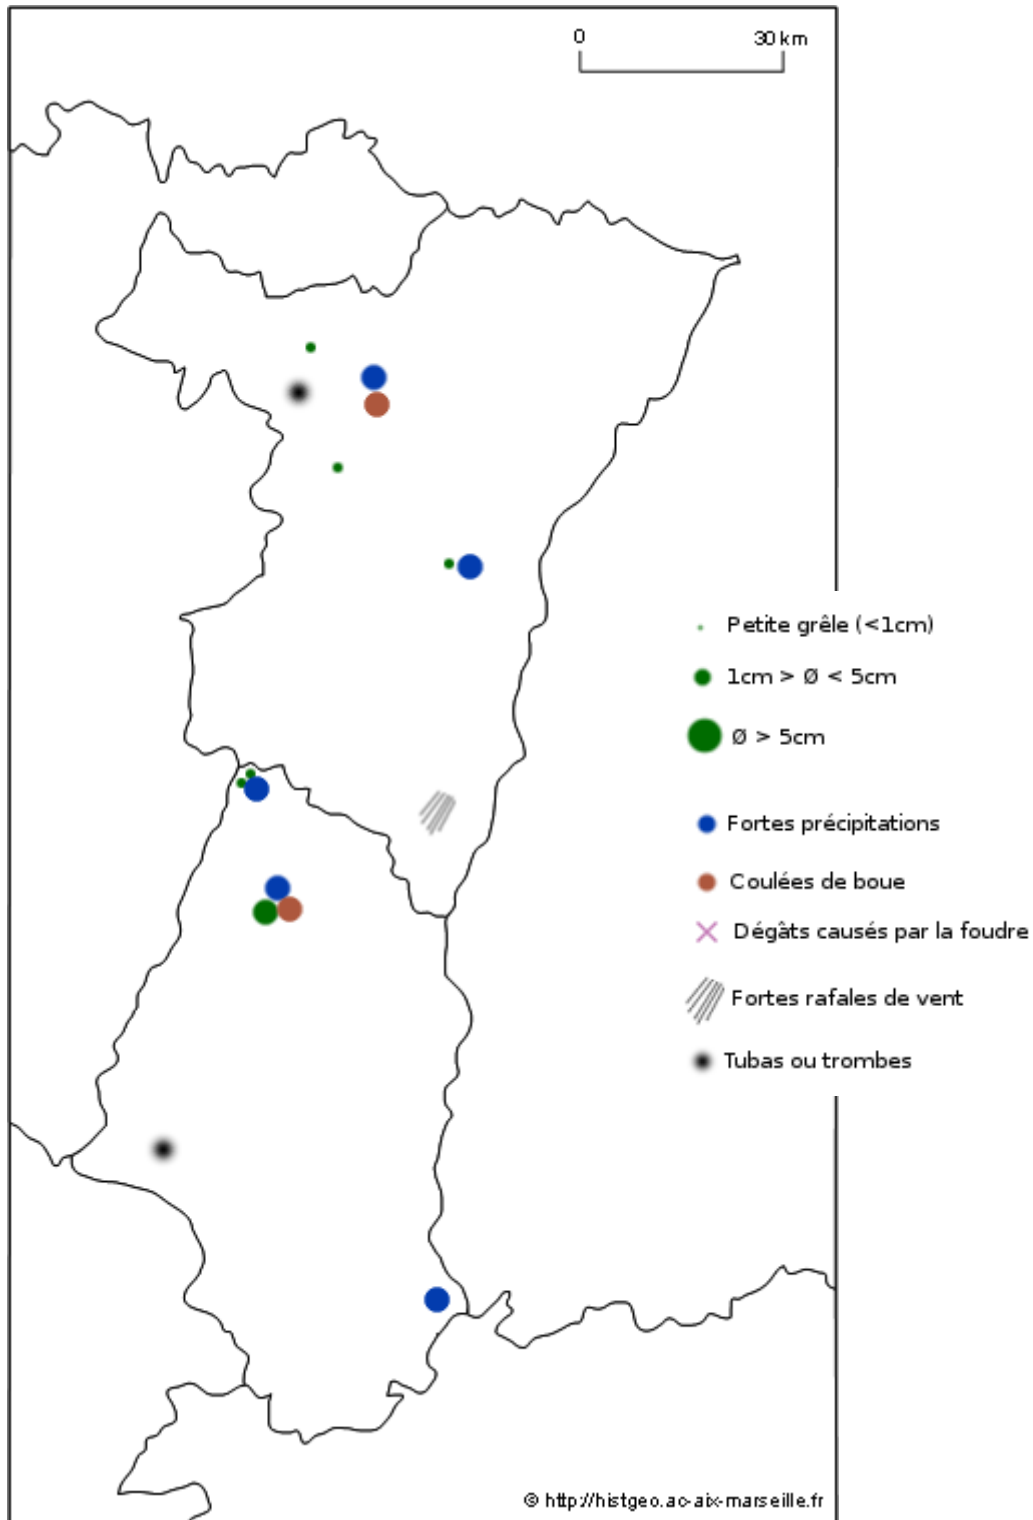 0 30 km
Petite grêle (<1cm)
1cm > Ø < 5cm
Ø > 5cm
Fortes précipitations
Coulées de boue
Dégâts causés par la foudre
Fortes rafales de vent
Tubas ou trombes
© http://histgeo.ac-aix-marseille.fr